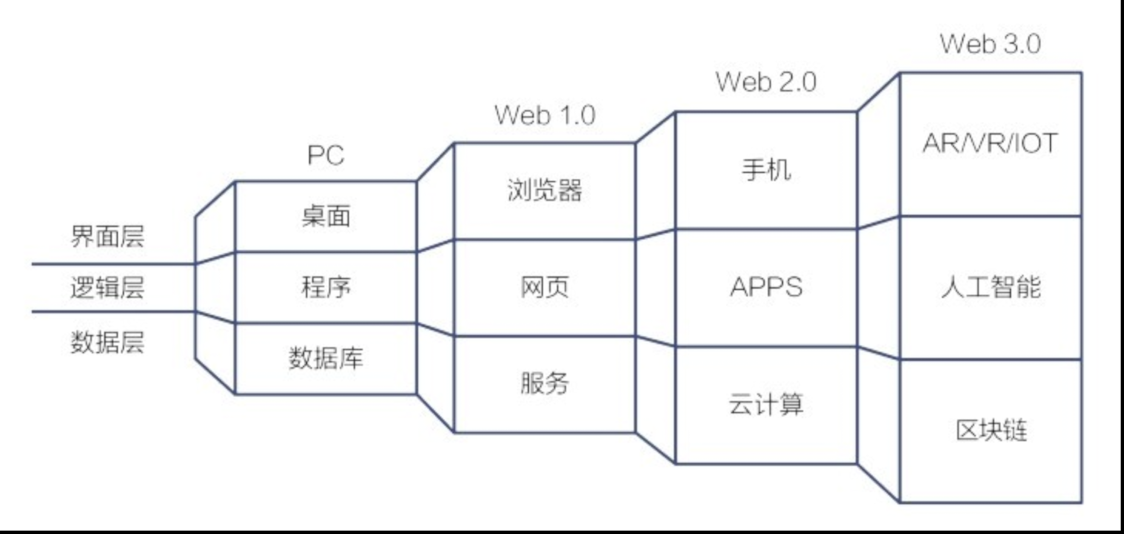 界面层
逻辑层
数据层
PC
桌面
程序
数据库
Web 1.0
浏览器
网页
服务
Web 2.0
手机
APPS
云计算
Web 3.0
AR/VR/IOT
人工智能
区块链